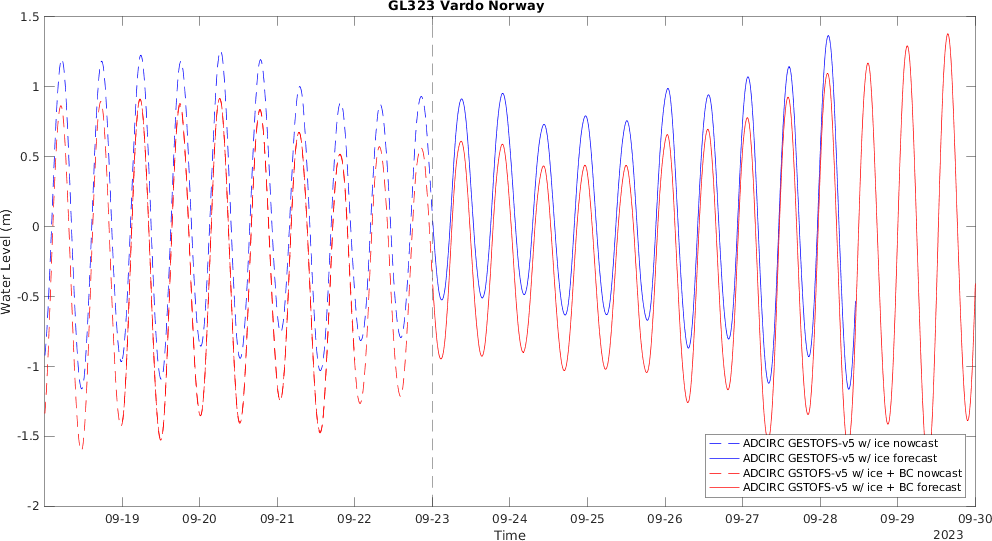 GL323 Vardo Norway
1.5
1
0.5
0
-0.5
-1
-1.5
-2
Water Level (m)
09-19 09-20 09-21 09-22 09-23 09-24 09-25 09-26 09-27 09-28 09-29 09-30
Time
2023
ADCIRC GESTOFS-v5 w/ ice nowcast
ADCIRC GESTOFS-v5 w/ ice forecast
ADCIRC GSTOFS-v5 w/ ice + BC nowcast
ADCIRC GSTOFS-v5 w/ ice + BC forecast